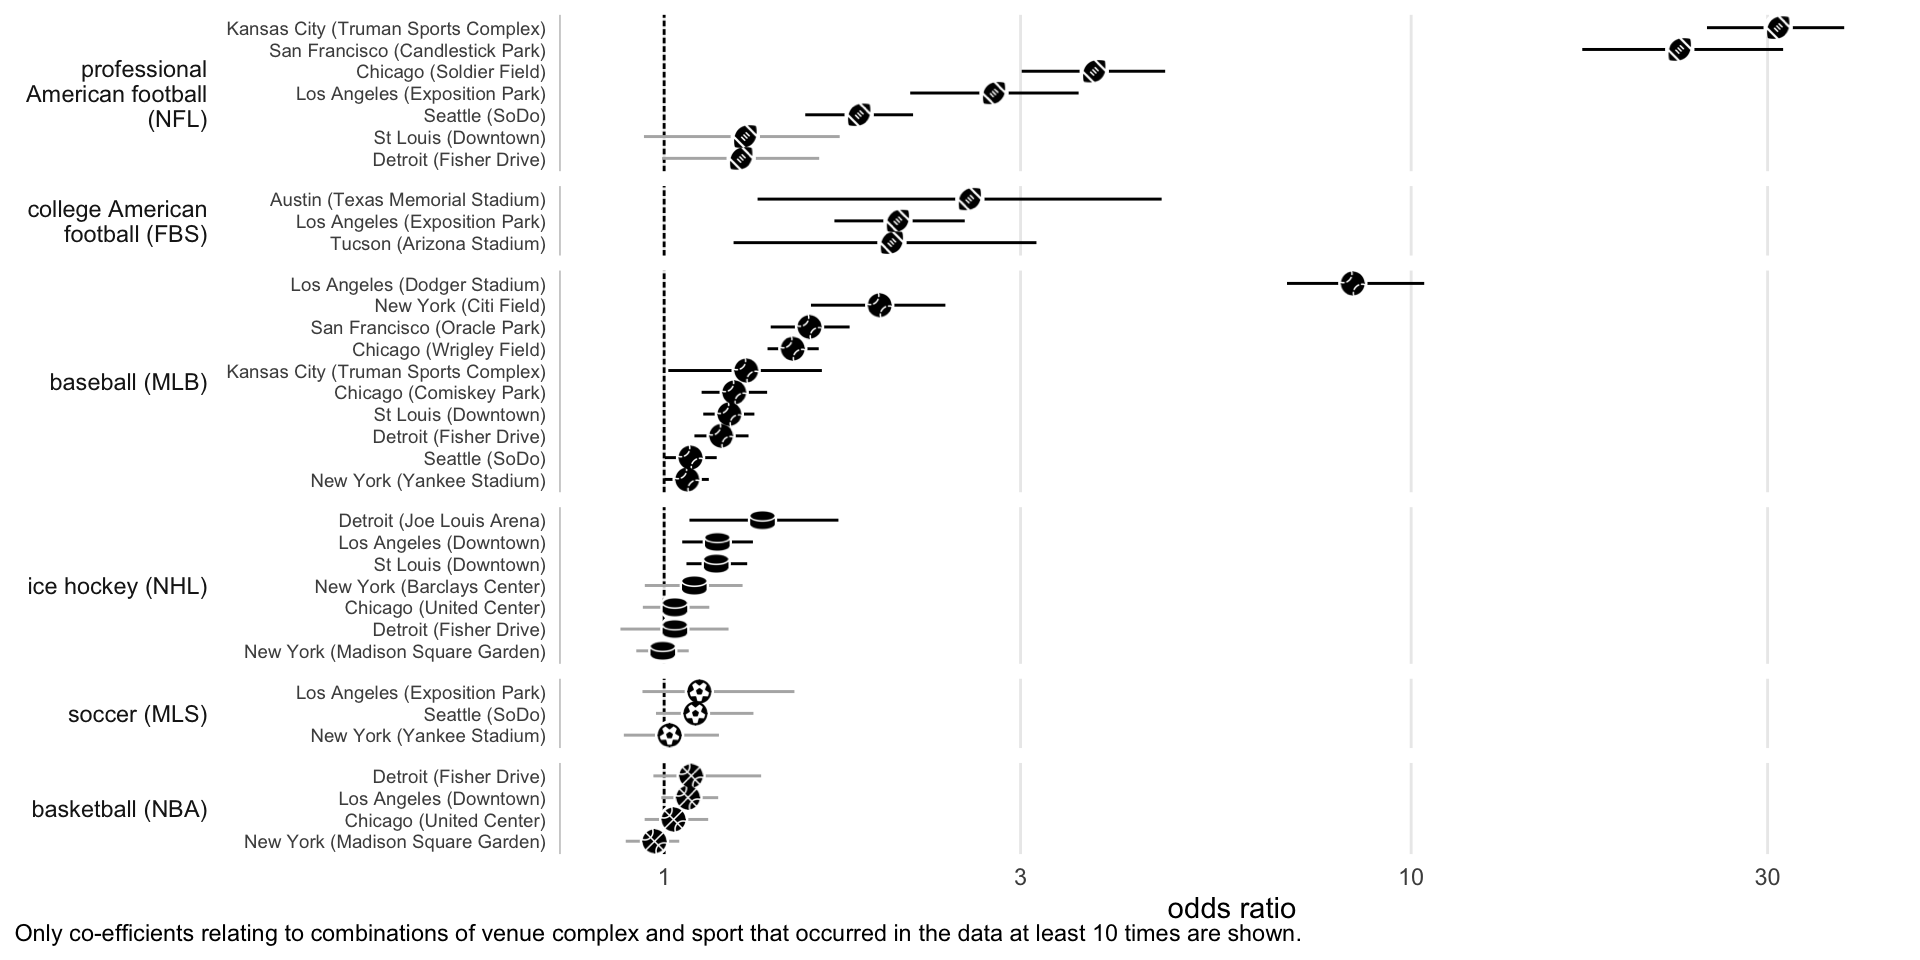 professional
American football
(NFL)
Kansas City (Truman Sports Complex)
San Francisco (Candlestick Park)
Chicago (Soldier Field)
Los Angeles (Exposition Park)
Seattle (SoDo)
St Louis (Downtown)
Detroit (Fisher Drive)
college American
football (FBS)
Austin (Texas Memorial Stadium)
Los Angeles (Exposition Park)
Tucson (Arizona Stadium)
baseball (MLB)
Los Angeles (Dodger Stadium)
New York (Citi Field)
San Francisco (Oracle Park)
Chicago (Wrigley Field)
Kansas City (Truman Sports Complex)
Chicago (Comiskey Park)
St Louis (Downtown)
Detroit (Fisher Drive)
Seattle (SoDo)
New York (Yankee Stadium)
ice hockey (NHL)
Detroit (Joe Louis Arena)
Los Angeles (Downtown)
St Louis (Downtown)
New York (Barclays Center)
Chicago (United Center)
Detroit (Fisher Drive)
New York (Madison Square Garden)
soccer (MLS)
Los Angeles (Exposition Park)
Seattle (SoDo)
New York (Yankee Stadium)
basketball (NBA)
Detroit (Fisher Drive)
Los Angeles (Downtown)
Chicago (United Center)
New York (Madison Square Garden)
1 3 10 30
odds ratio
Only co-efficients relating to combinations of venue complex and sport that occurred in the data at least 10 times are shown.